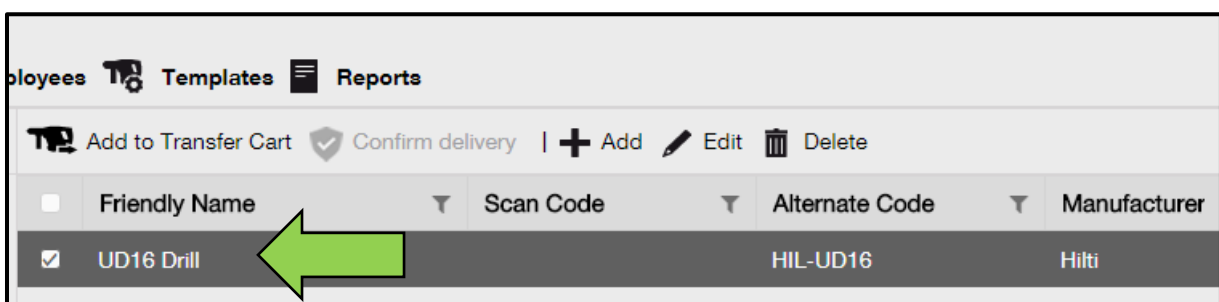 ployees Templates Reports
Add to Transfer Cart Confirm delivery | Add Edit Delete
Friendly Name Scan Code Alternate Code Manufacturer
UD16 Drill HIL-UD16 Hilti